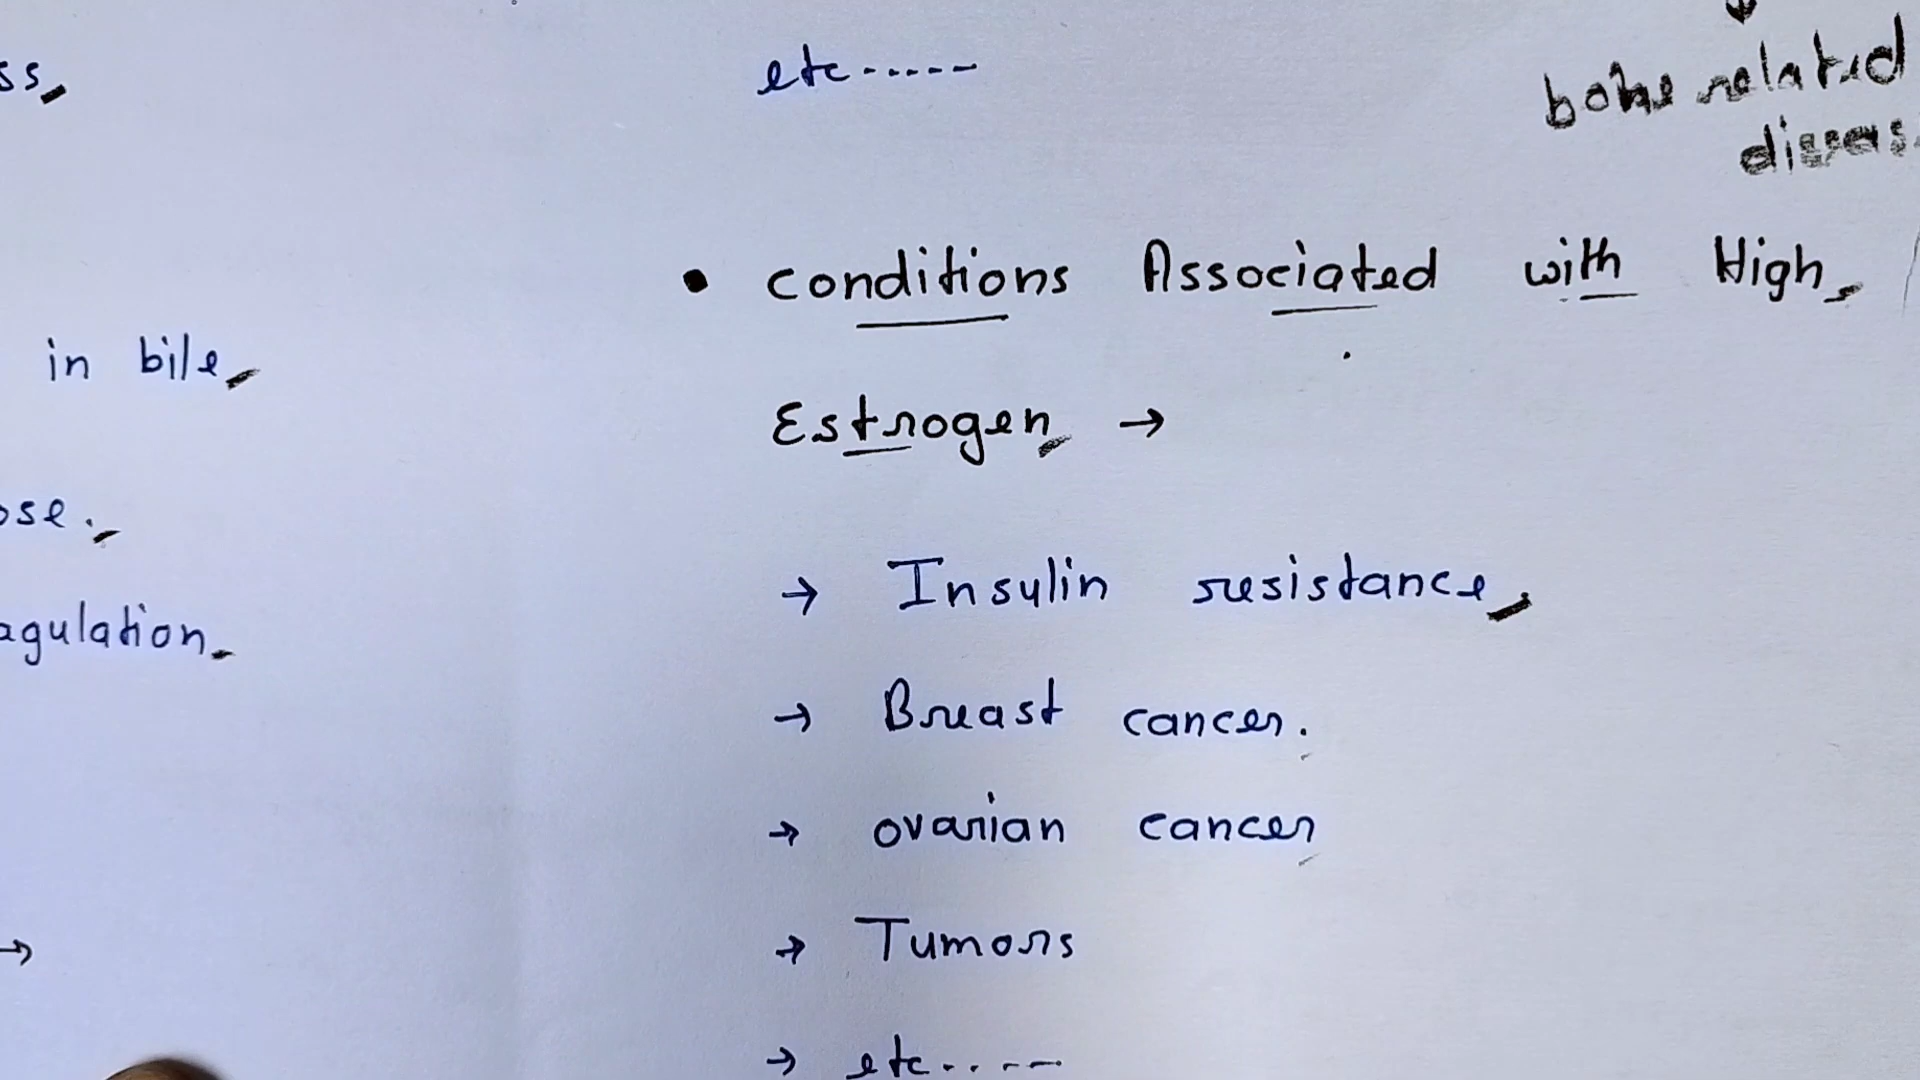 ss,
in bile,
ose.
agulation.
→
etc-----
bone related
diseas
• Conditions Associated with High,
Estrogen, →
→ Insulin resistance,
→ Breast cancer.
→ ovarian cancer
→ Tumors
→ etc-----